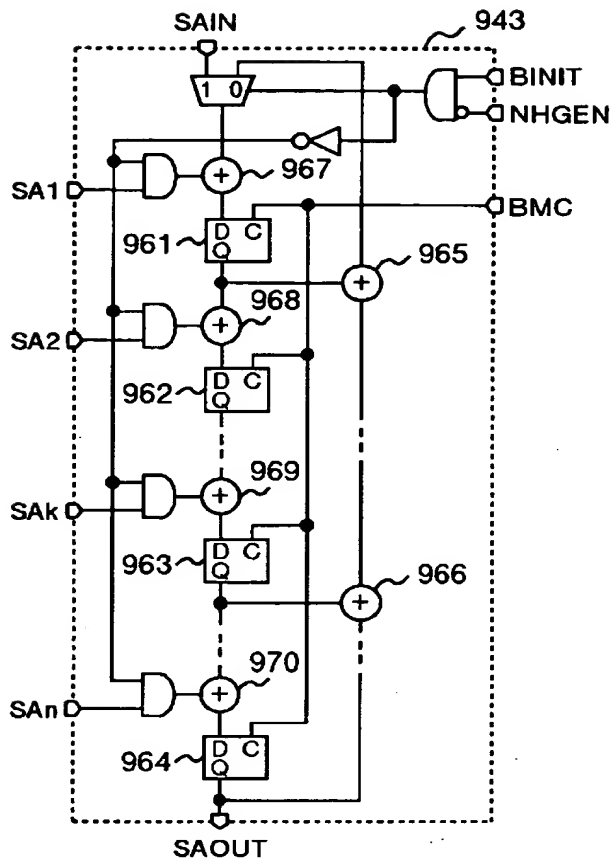 SAIN
943
1 0
BINIT
NHGEN
967
SA1
BMC
D C
Q
961
965
+
968
SA2
D C
Q
962
+
969
SAk
D C
Q
963
966
+
970
SAn
D C
Q
964
SAOUT